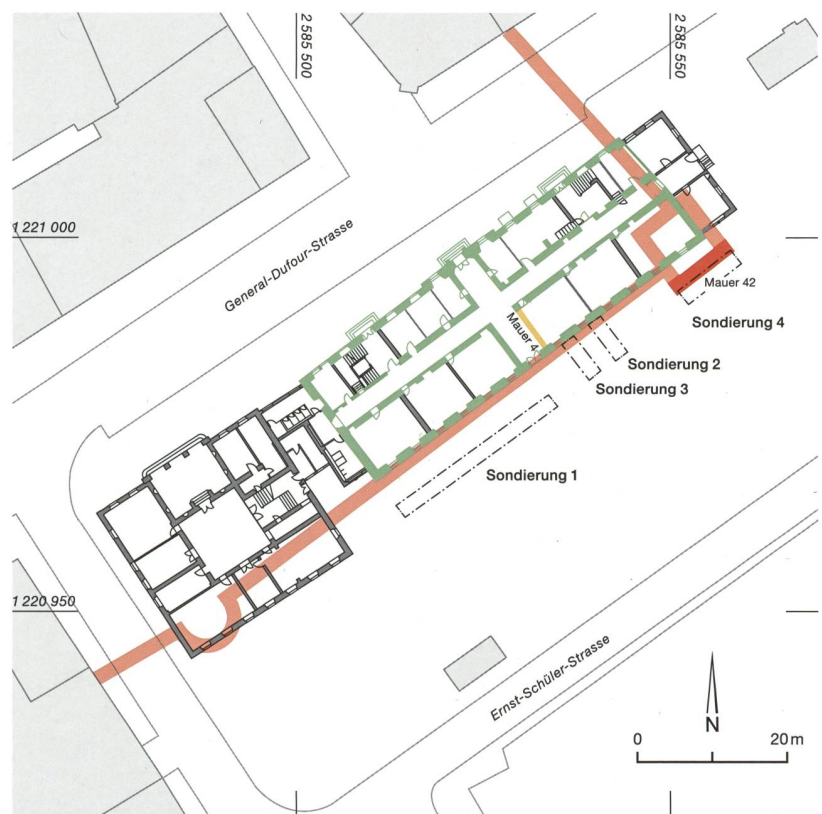 2 585 500
2 585 550
1 221 000
General-Dufour-Strasse
Mauer 42
Sondierung 4
Mauer 4
Sondierung 2
Sondierung 3
Sondierung 1
1 220 950
Ernst-Schüler-Strasse
N
0
20 m